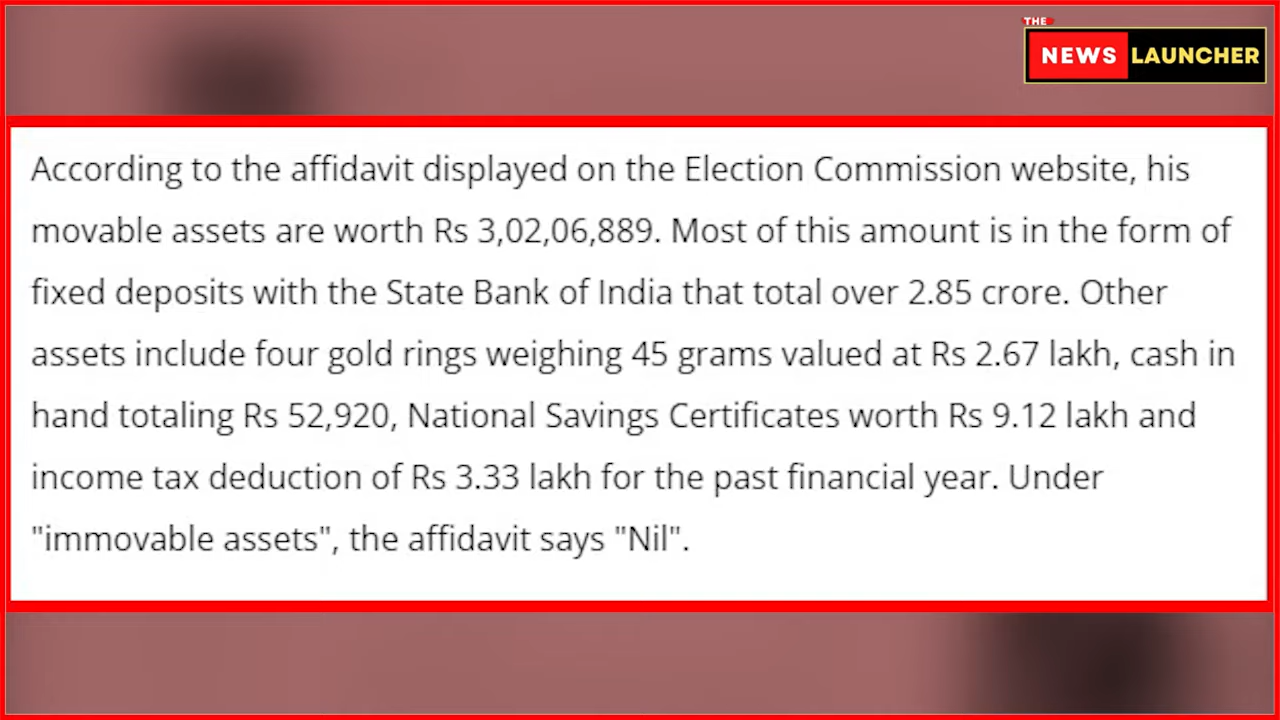 THE
NEWS LAUNCHER
According to the affidavit displayed on the Election Commission website, his
movable assets are worth Rs 3,02,06,889. Most of this amount is in the form of
fixed deposits with the State Bank of India that total over 2.85 crore. Other
assets include four gold rings weighing 45 grams valued at Rs 2.67 lakh, cash in
hand totaling Rs 52,920, National Savings Certificates worth Rs 9.12 lakh and
income tax deduction of Rs 3.33 lakh for the past financial year. Under
"immovable assets", the affidavit says "Nil".